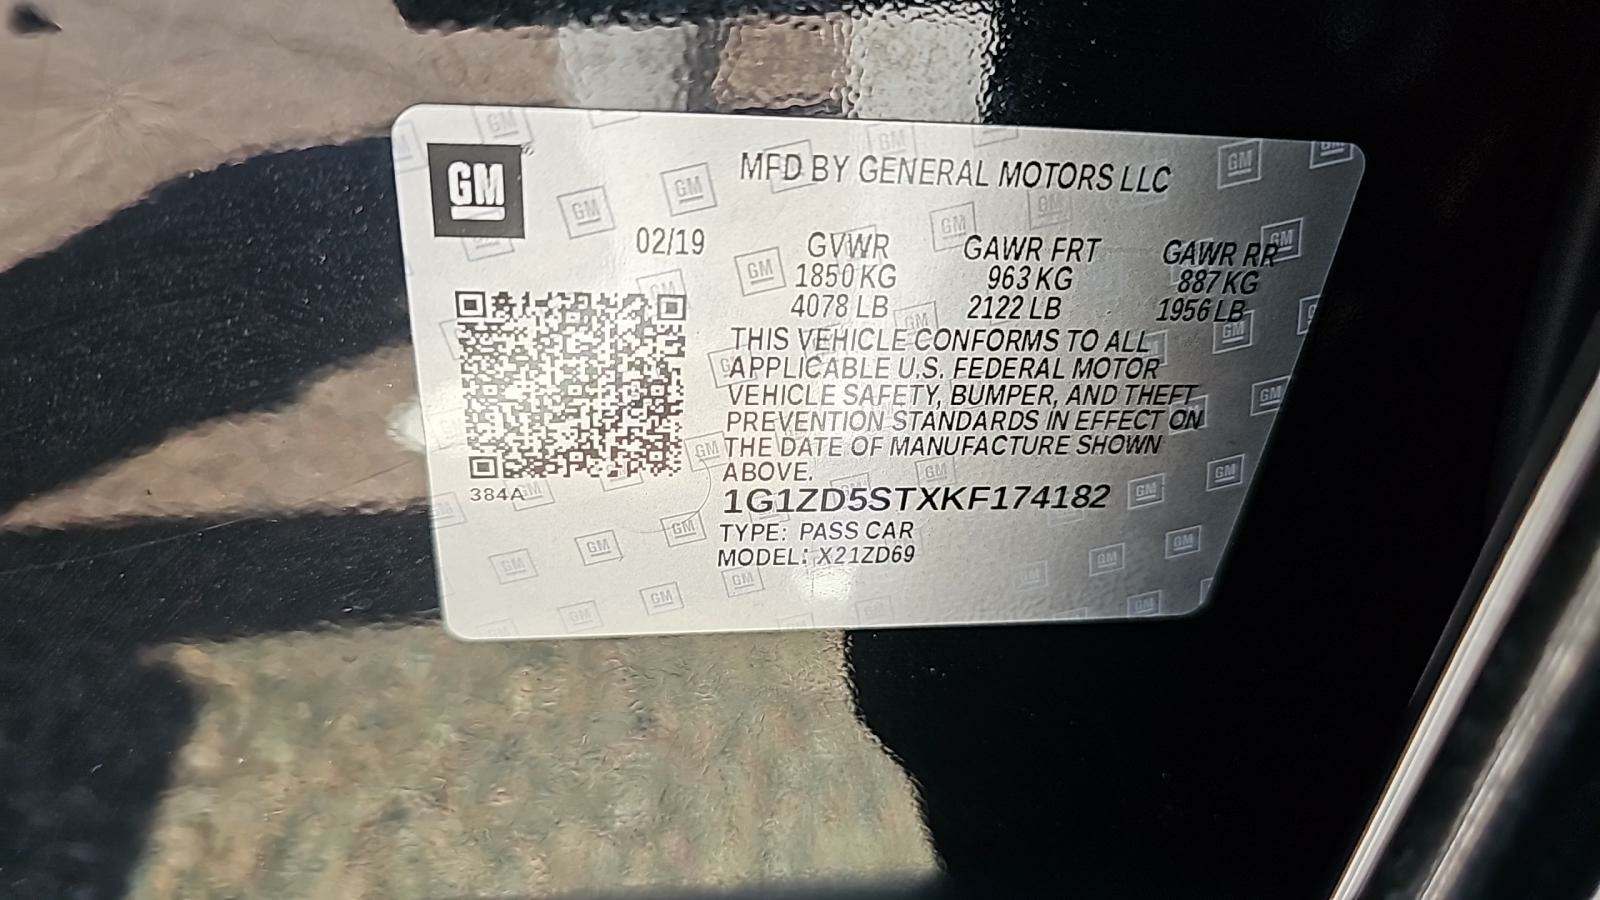 GM
MFD BY GENERAL MOTORS LLC
02/19 GVWR GAWR FRT GAWR RR
1850 KG 963 KG 887 KG
4078 LB 2122 LB 1956 LB
THIS VEHICLE CONFORMS TO ALL
APPLICABLE U.S. FEDERAL MOTOR
VEHICLE SAFETY, BUMPER, AND THEFT
PREVENTION STANDARDS IN EFFECT ON
THE DATE OF MANUFACTURE SHOWN
ABOVE.
384A
1G1ZD5STXKF174182
TYPE: PASS CAR
MODEL: X21ZD69